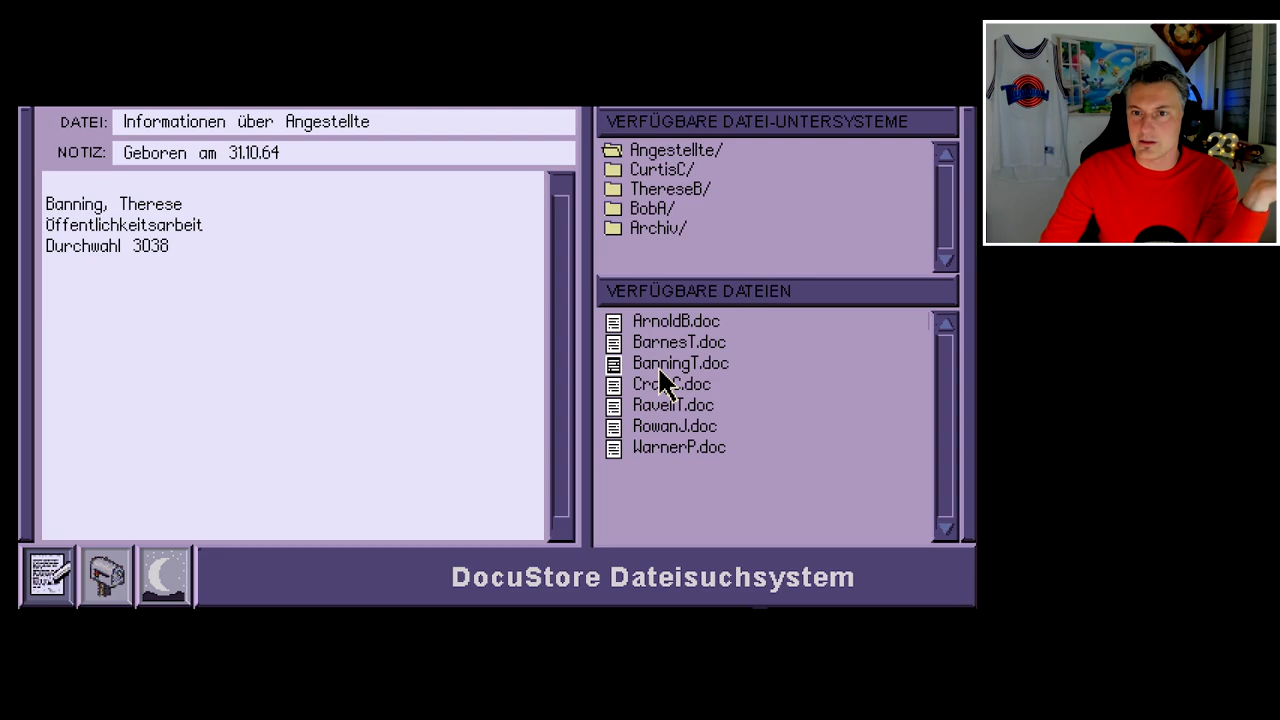 DATEI: Informationen über Angestellte
NOTIZ: Geboren am 31.10.64
Banning, Therese
Öffentlichkeitsarbeit
Durchwahl 3038
VERFÜGBARE DATEI-UNTERSYSTEME
Angestellte/
CurtisC/
ThereseB/
BobA/
Archiv/
VERFÜGBARE DATEIEN
ArnoldB.doc
BarnesT.doc
BanningT.doc
RavellT.doc
RowanJ.doc
WarnerP.doc
DocuStore Dateisuchsystem
23